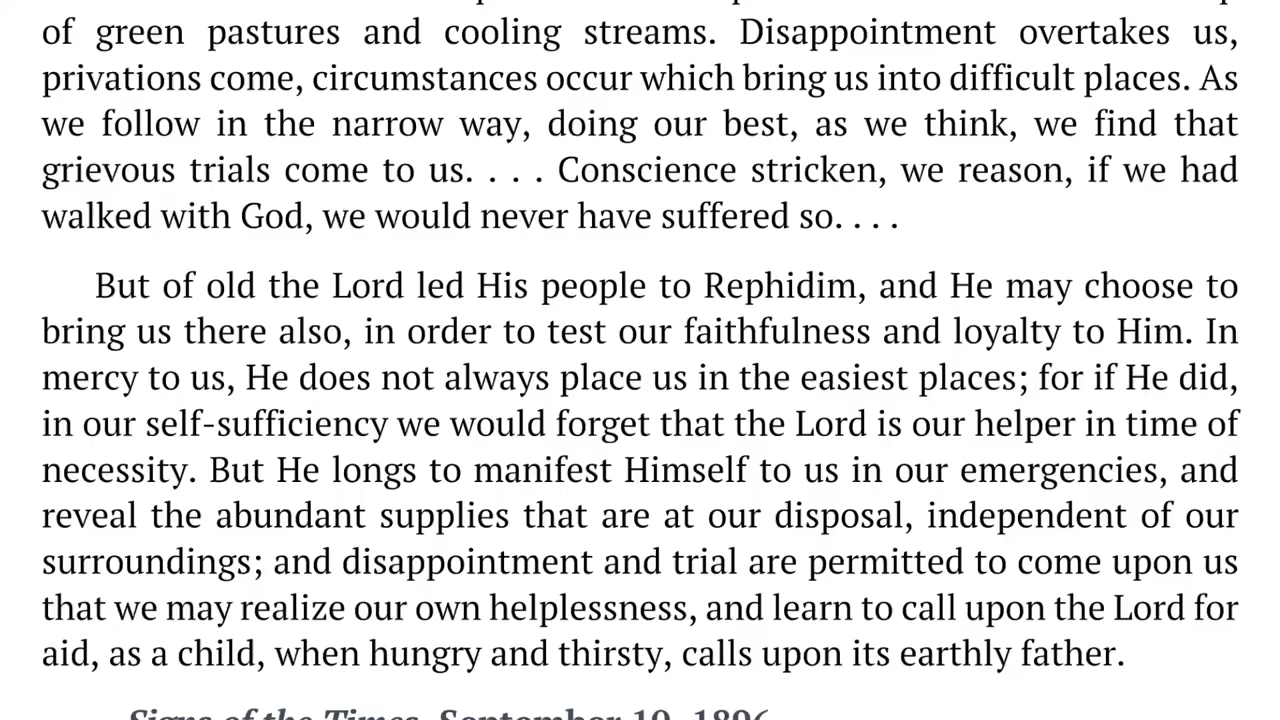 of green pastures and cooling streams. Disappointment overtakes us,
privations come, circumstances occur which bring us into difficult places. As
we follow in the narrow way, doing our best, as we think, we find that
grievous trials come to us. . . . Conscience stricken, we reason, if we had
walked with God, we would never have suffered so. . . .
But of old the Lord led His people to Rephidim, and He may choose to
bring us there also, in order to test our faithfulness and loyalty to Him. In
mercy to us, He does not always place us in the easiest places; for if He did,
in our self-sufficiency we would forget that the Lord is our helper in time of
necessity. But He longs to manifest Himself to us in our emergencies, and
reveal the abundant supplies that are at our disposal, independent of our
surroundings; and disappointment and trial are permitted to come upon us
that we may realize our own helplessness, and learn to call upon the Lord for
aid, as a child, when hungry and thirsty, calls upon its earthly father.
Signs of the Times, September 10, 1896